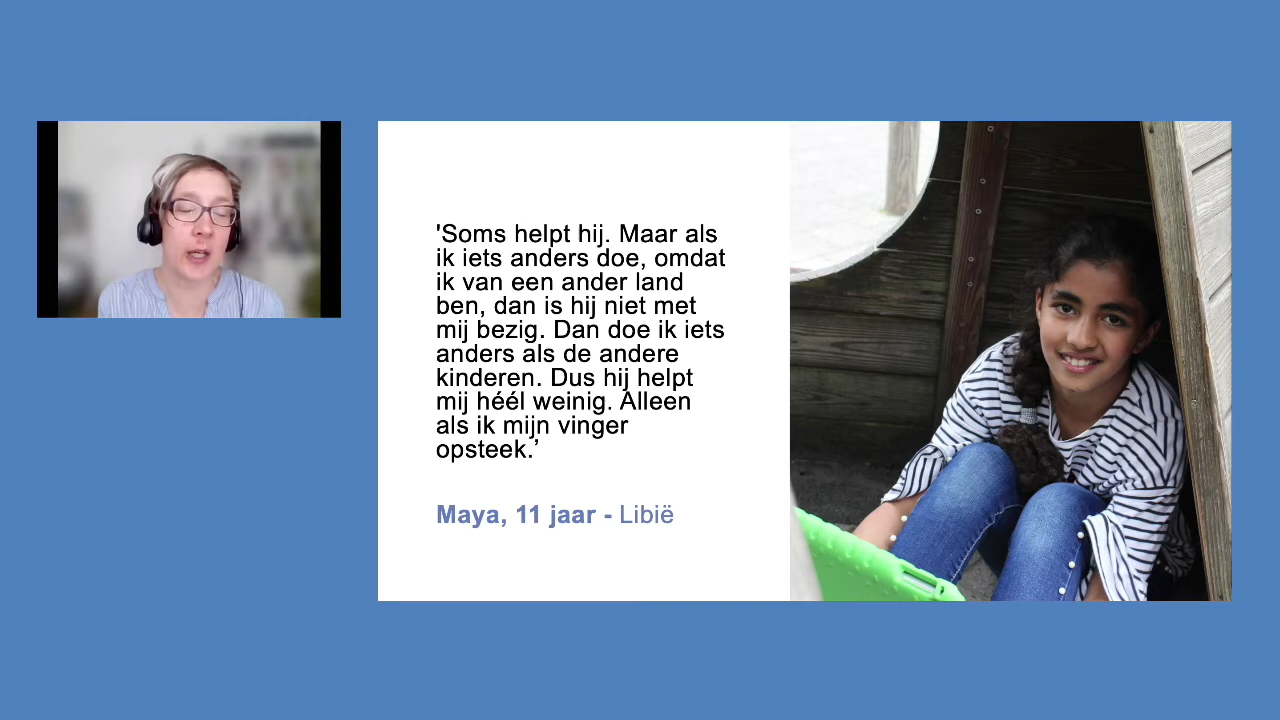 'Soms helpt hij. Maar als
ik iets anders doe, omdat
ik van een ander land
ben, dan is hij niet met
mij bezig. Dan doe ik iets
anders als de andere
kinderen. Dus hij helpt
mij héél weinig. Alleen
als ik mijn vinger
opsteek.’
Maya, 11 jaar - Libië